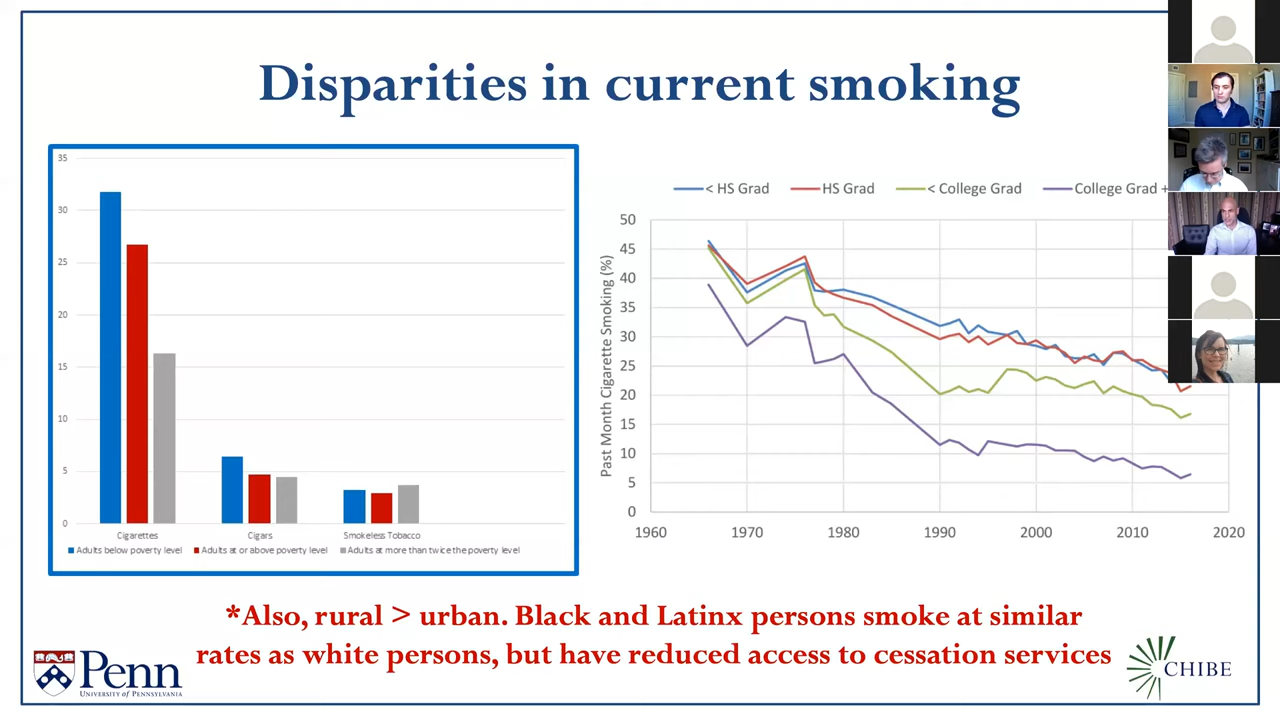 Disparities in current smoking
35
30
25
20
15
10
5
0
Cigarettes
Cigars
Smokeless Tobacco
Adults below poverty level
Adults at or above poverty level
Adults at more than twice the poverty level
< HS Grad
HS Grad
< College Grad
College Grad +
Past Month Cigarette Smoking (%)
50
45
40
35
30
25
20
15
10
5
0
1960
1970
1980
1990
2000
2010
2020
*Also, rural > urban. Black and Latinx persons smoke at similar
rates as white persons, but have reduced access to cessation services
Penn
UNIVERSITY of PENNSYLVANIA
CHIBE